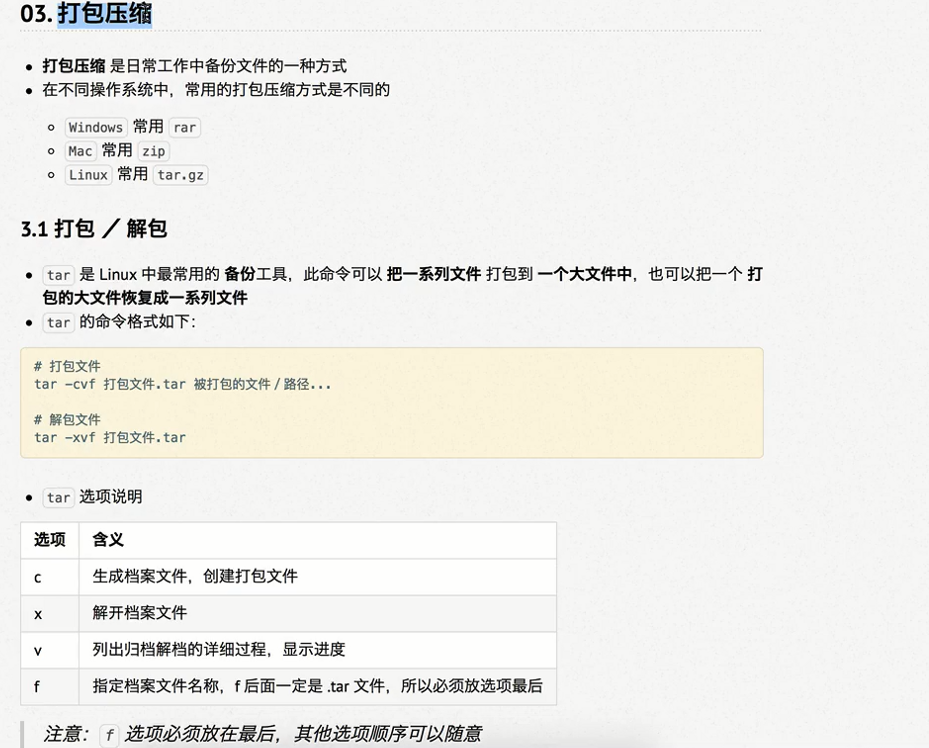 03. 打包压缩
打包压缩 是日常工作中备份文件的一种方式
在不同操作系统中，常用的打包压缩方式是不同的
Windows 常用 rar
Mac 常用 zip
Linux 常用 tar.gz
3.1 打包 ／ 解包
tar 是 Linux 中最常用的 备份工具，此命令可以 把一系列文件 打包到 一个大文件中，也可以把一个 打
包的大文件恢复成一系列文件
tar 的命令格式如下：
# 打包文件
tar -cvf 打包文件.tar 被打包的文件／路径...
# 解包文件
tar -xvf 打包文件.tar
tar 选项说明
选项 含义
c 生成档案文件，创建打包文件
x 解开档案文件
v 列出归档解档的详细过程，显示进度
f 指定档案文件名称，f 后面一定是 .tar 文件，所以必须放选项最后
注意： f 选项必须放在最后，其他选项顺序可以随意